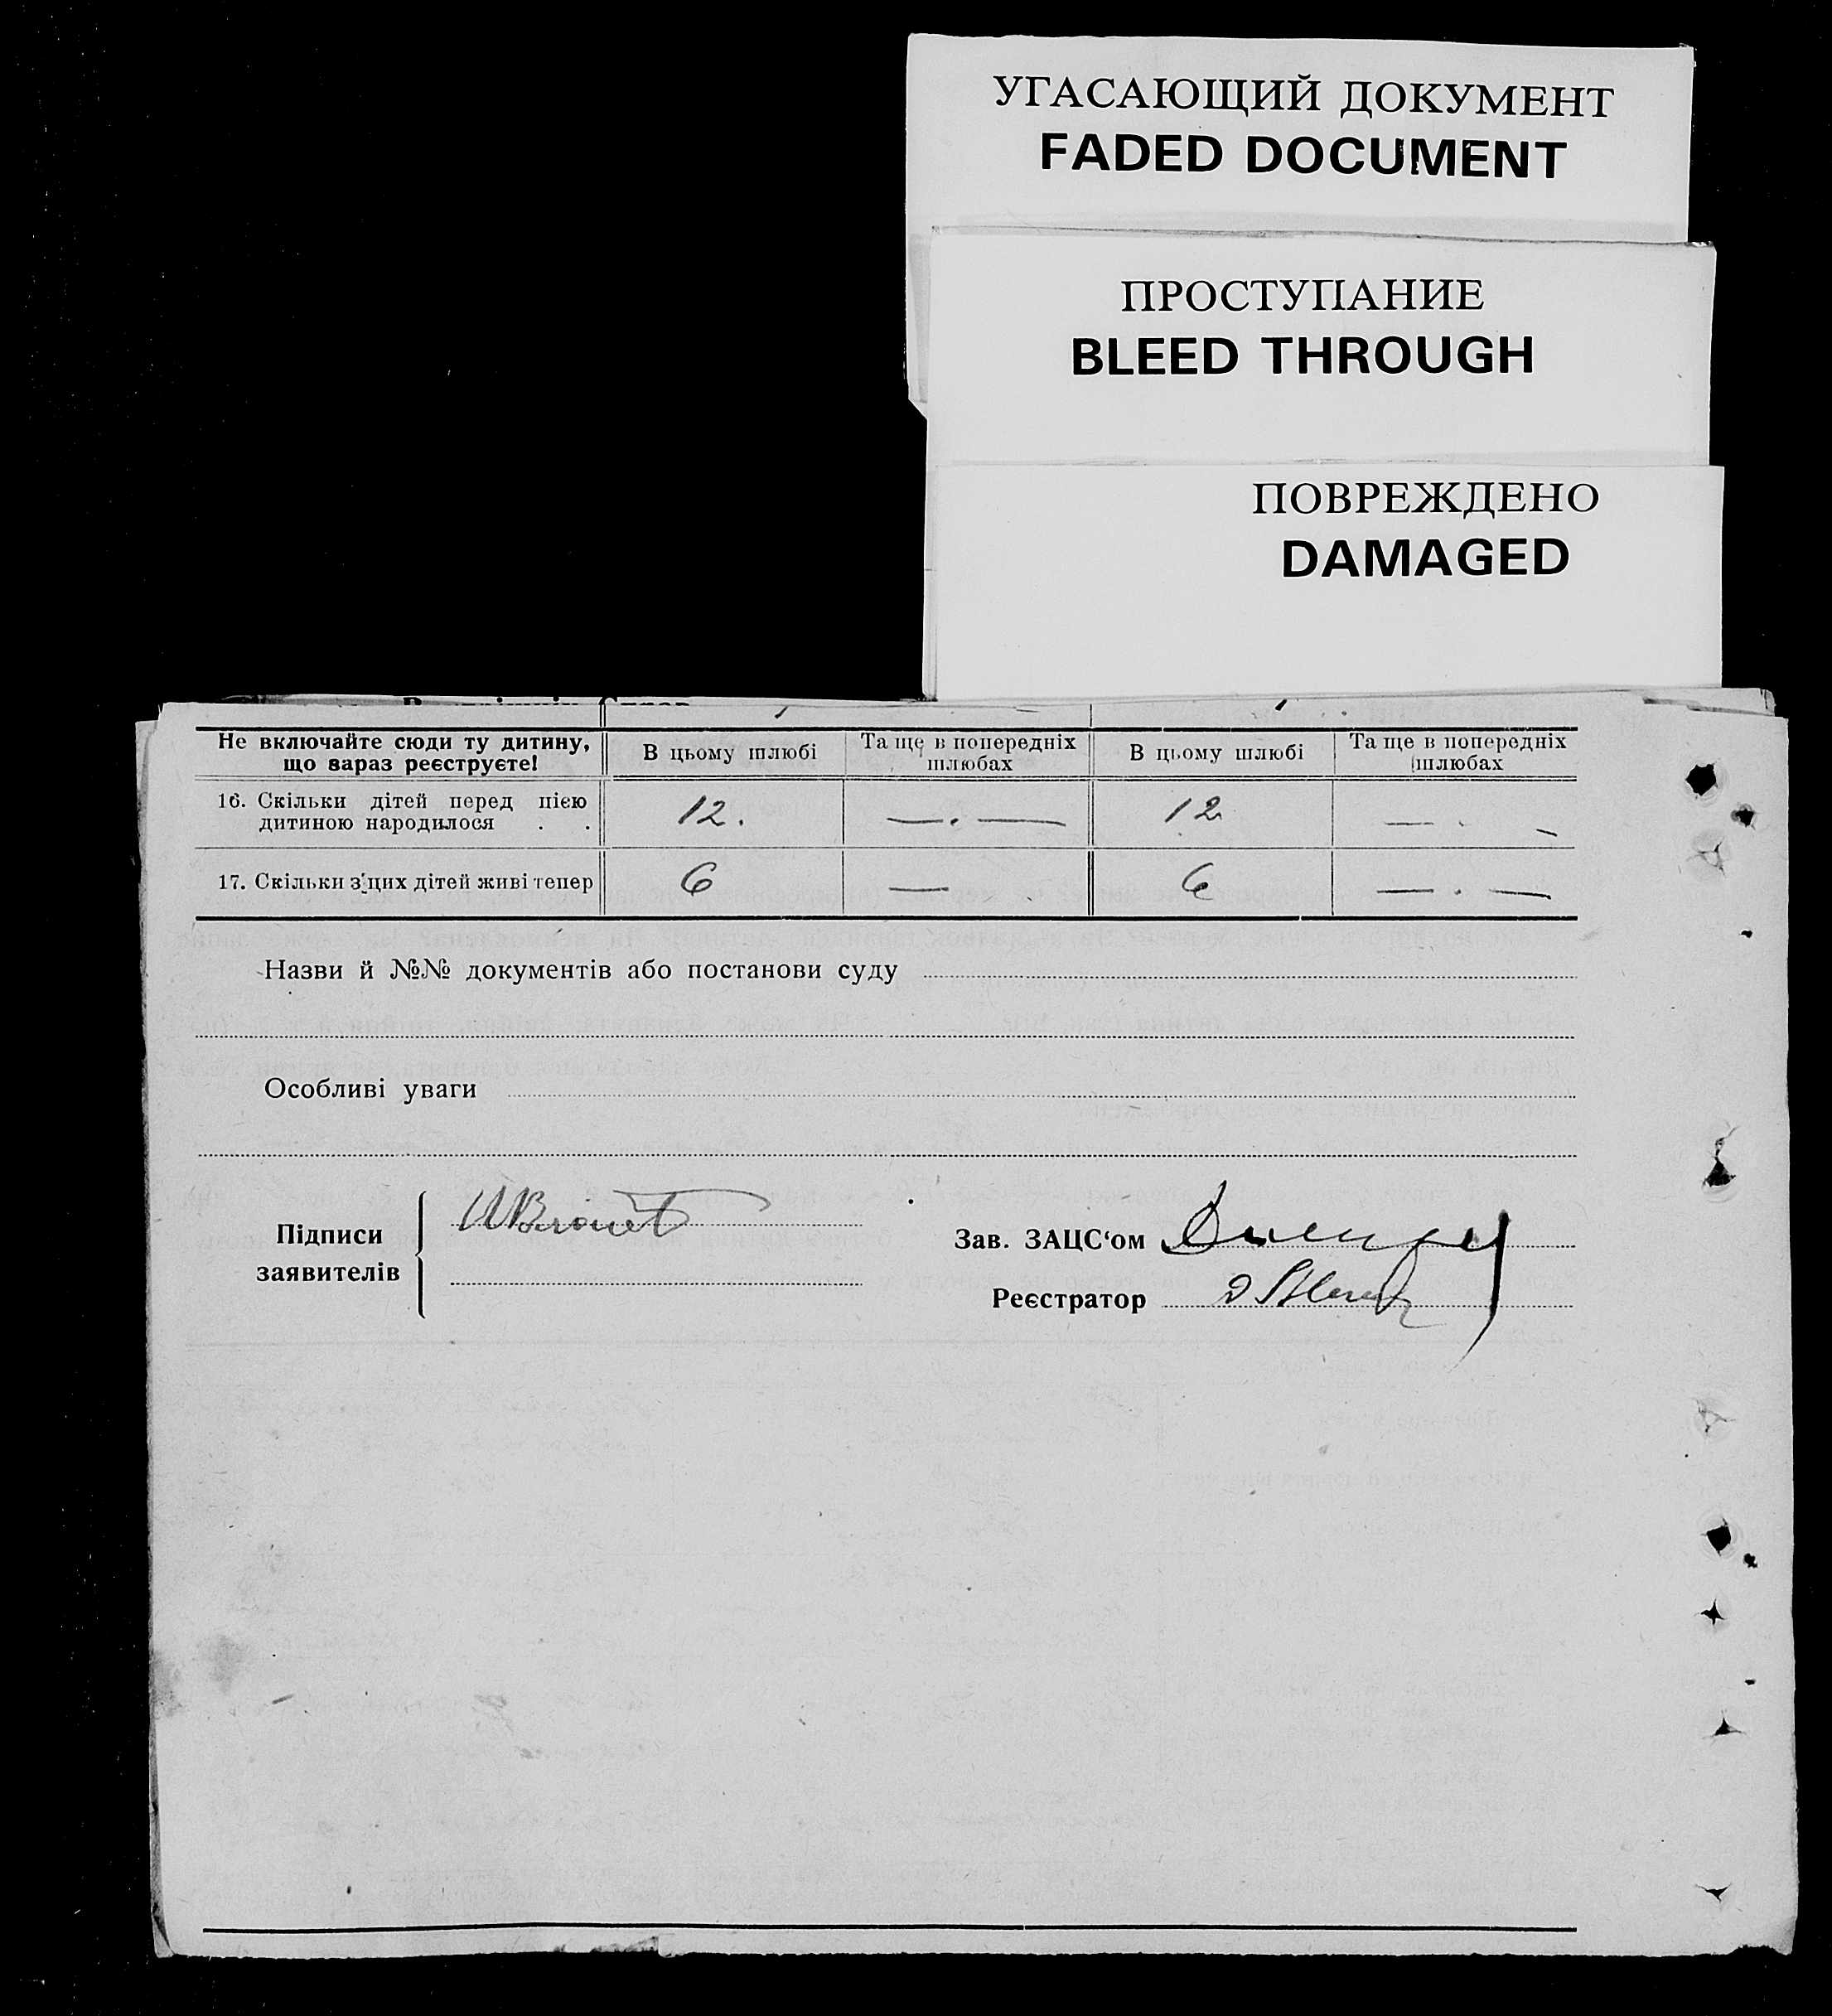 УГАСАЮЩИЙ ДОКУМЕНТ
FADED DOCUMENT
ПРОСТУПАНИЕ
BLEED THROUGH
ПОВРЕЖДЕНО
DAMAGED
Не включайте сюди ту дитину, що вараз реєструєте!
В цьому шлюбі
Та ще в попередніх шлюбах
В цьому шлюбі
Та ще в попередніх шлюбах
16. Скільки дітей перед цією дитиною народилося . .
12.
—.—
12
— . –
17. Скільки з цих дітей живі тепер
6
—
6
— . —
Назви й №№ документів або постанови суду
Особливі уваги
Підписи заявителів
Зав. ЗАЦС‘ом
Реєстратор